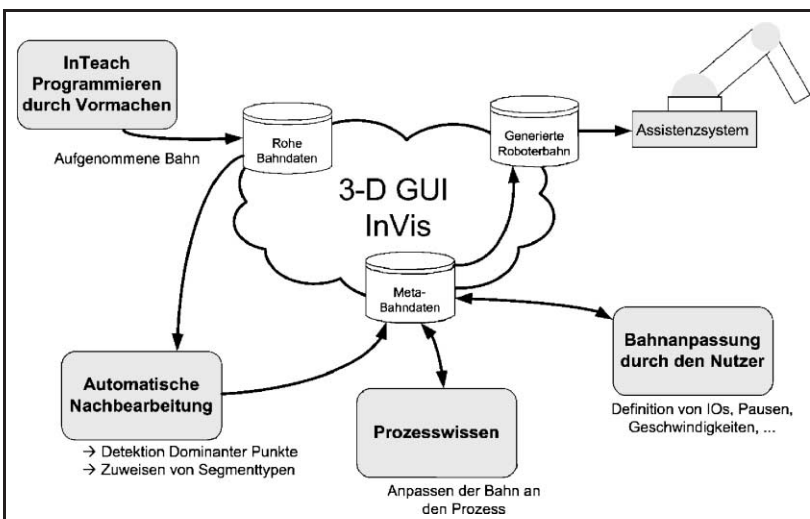 InTeach
Programmieren
durch Vormachen
Aufgenommene Bahn
Rohe
Bahndaten
Generierte
Roboterbahn
Assistenzsystem
3-D GUI
InVis
Meta-
Bahndaten
Automatische
Nachbearbeitung
→ Detektion Dominanter Punkte
→ Zuweisen von Segmenttypen
Prozesswissen
Anpassen der Bahn an
den Prozess
Bahnanpassung
durch den Nutzer
Definition von IOs, Pausen,
Geschwindigkeiten, ...